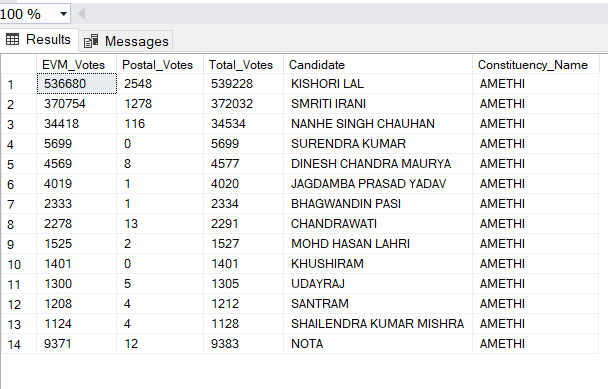 100 %
Results Messages
EVM_Votes Postal_Votes Total_Votes Candidate Constituency_Name
1 536680 2548 539228 KISHORI LAL AMETHI
2 370754 1278 372032 SMRITI IRANI AMETHI
3 34418 116 34534 NANHE SINGH CHAUHAN AMETHI
4 5699 0 5699 SURENDRA KUMAR AMETHI
5 4569 8 4577 DINESH CHANDRA MAURYA AMETHI
6 4019 1 4020 JAGDAMBA PRASAD YADAV AMETHI
7 2333 1 2334 BHAGWANDIN PASI AMETHI
8 2278 13 2291 CHANDRAWATI AMETHI
9 1525 2 1527 MOHD HASAN LAHRI AMETHI
10 1401 0 1401 KHUSHIRAM AMETHI
11 1300 5 1305 UDAYRAJ AMETHI
12 1208 4 1212 SANTRAM AMETHI
13 1124 4 1128 SHAILENDRA KUMAR MISHRA AMETHI
14 9371 12 9383 NOTA AMETHI